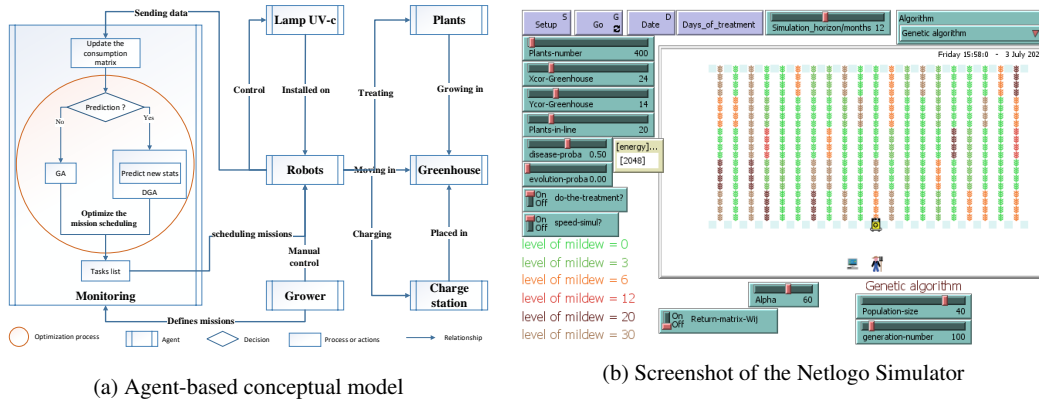 Sending data
Lamp UV-c
Plants
Update the
consumption
matrix
Prediction ?
No
Yes
GA
Predict new stats
DGA
Optimize the
mission scheduling
Tasks list
Monitoring
Control
Installed on
Treating
Growing in
Robots
Moving in
Greenhouse
scheduling missions
Manual
control
Charging
Placed in
Grower
Charge
station
Defines missions
Optimization process
Agent
Decision
Process or actions
Relationship
(a) Agent-based conceptual model
Setup
S
Go
G
Date
D
Days_of_treatment
Simulation_horizon/months 12
Algorithm
Genetic algorithm
Plants-number 400
Friday 15:58:0 - 3 July 202
Xcor-Greenhouse 24
Ycor-Greenhouse 14
Plants-in-line 20
disease-proba 0.50
[energy]...
[2048]
evolution-proba 0.00
On
Off
do-the-treatment?
On
Off
speed-simul?
level of mildew = 0
level of mildew = 3
level of mildew = 6
level of mildew = 12
level of mildew = 20
level of mildew = 30
Alpha 60
On
Off
Return-matrix-Wij
Genetic algorithm
Population-size 40
generation-number 100
(b) Screenshot of the Netlogo Simulator